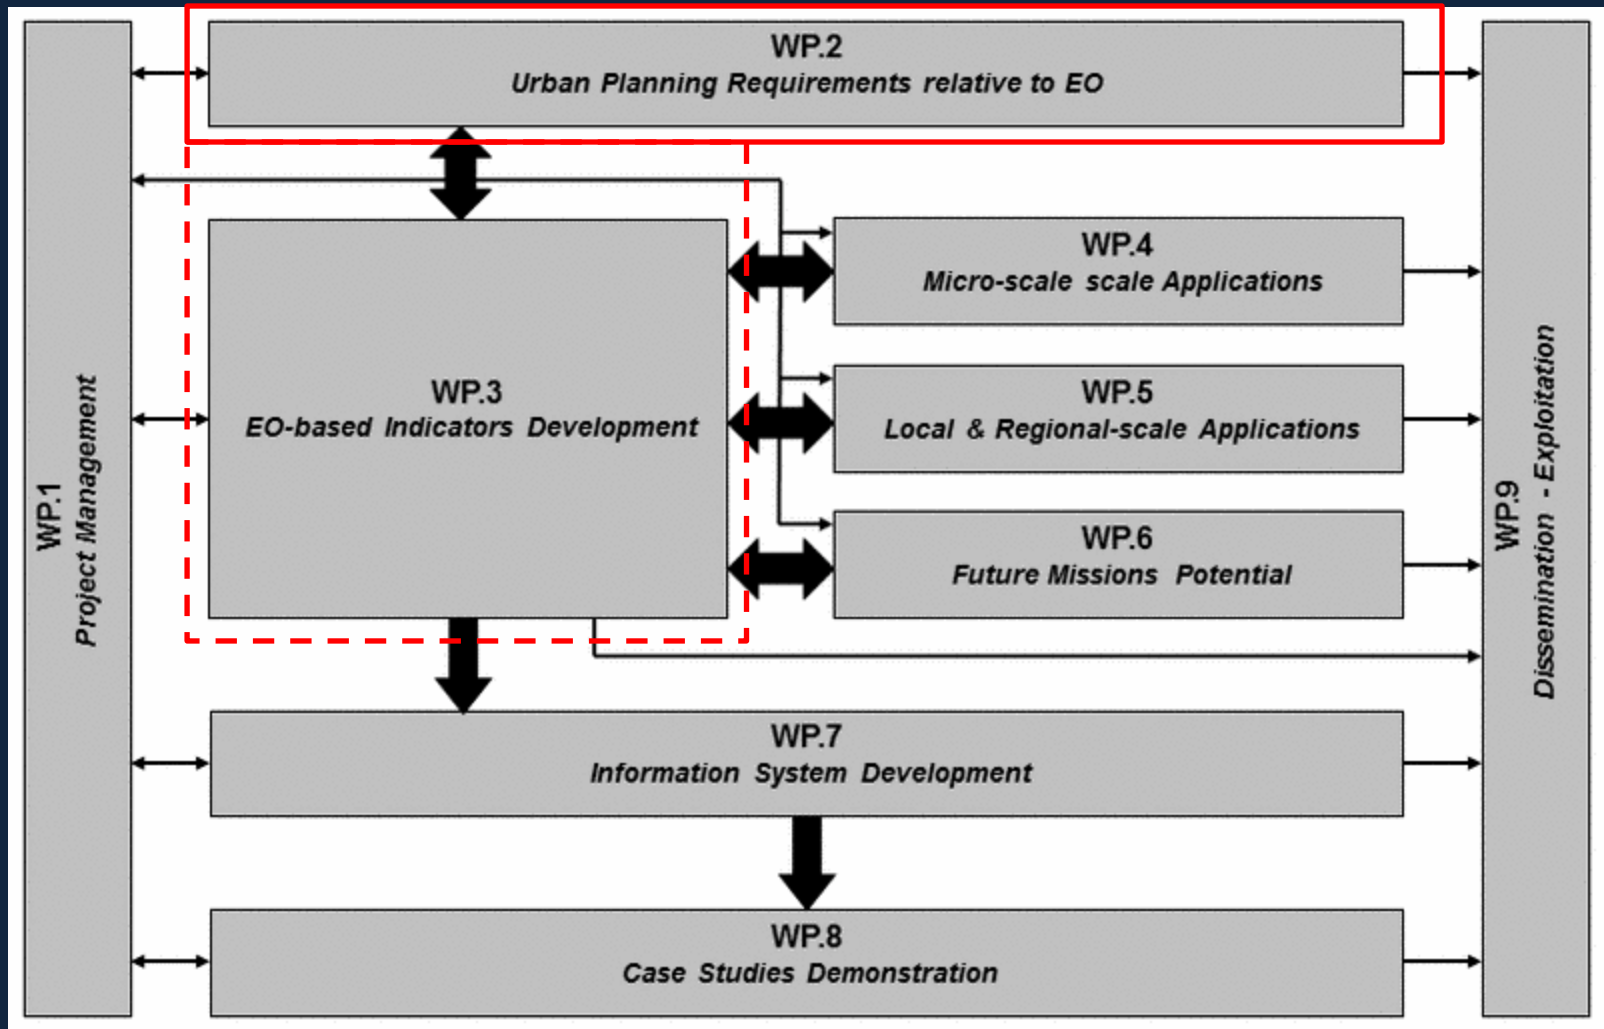 WP.1
Project Management
WP.2
Urban Planning Requirements relative to EO
WP.3
EO-based Indicators Development
WP.4
Micro-scale scale Applications
WP.5
Local & Regional-scale Applications
WP.6
Future Missions Potential
WP.7
Information System Development
WP.8
Case Studies Demonstration
WP.9
Dissemination - Exploitation